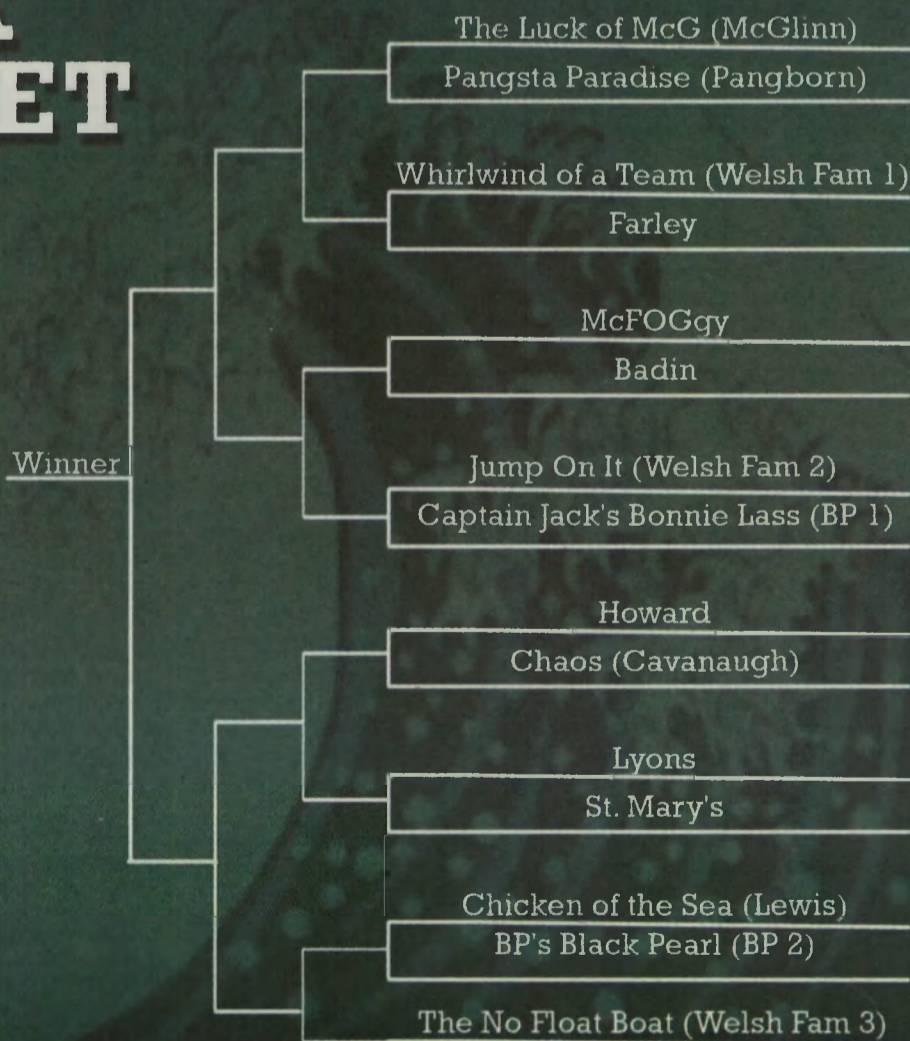 ET
The Luck of McG (McGlinn)
Pangsta Paradise (Pangborn)
Whirlwind of a Team (Welsh Fam 1)
Farley
McFOGgy
Badin
Winner
Jump On It (Welsh Fam 2)
Captain Jack's Bonnie Lass (BP 1)
Howard
Chaos (Cavanaugh)
Lyons
St. Mary's
Chicken of the Sea (Lewis)
BP's Black Pearl (BP 2)
The No Float Boat (Welsh Fam 3)